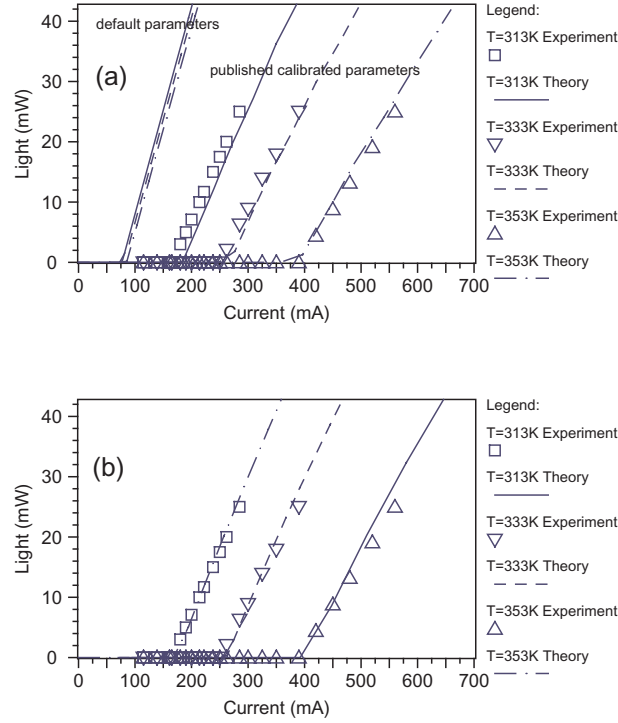 default parameters
(a)
published calibrated parameters
Light (mW)
40
30
20
10
0
0 100 200 300 400 500 600 700
Current (mA)
Legend:
T=313K Experiment
T=313K Theory
T=333K Experiment
T=333K Theory
T=353K Experiment
T=353K Theory
(b)
Light (mW)
40
30
20
10
0
0 100 200 300 400 500 600 700
Current (mA)
Legend:
T=313K Experiment
T=313K Theory
T=333K Experiment
T=333K Theory
T=353K Experiment
T=353K Theory